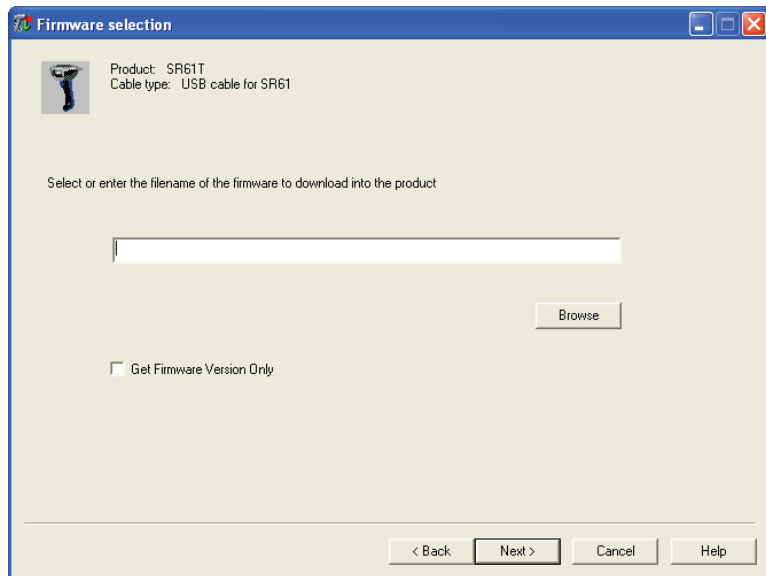 Firmware selection
Product: SR61T
Cable type: USB cable for SR61
Select or enter the filename of the firmware to download into the product
Browse
Get Firmware Version Only
< Back Next > Cancel Help